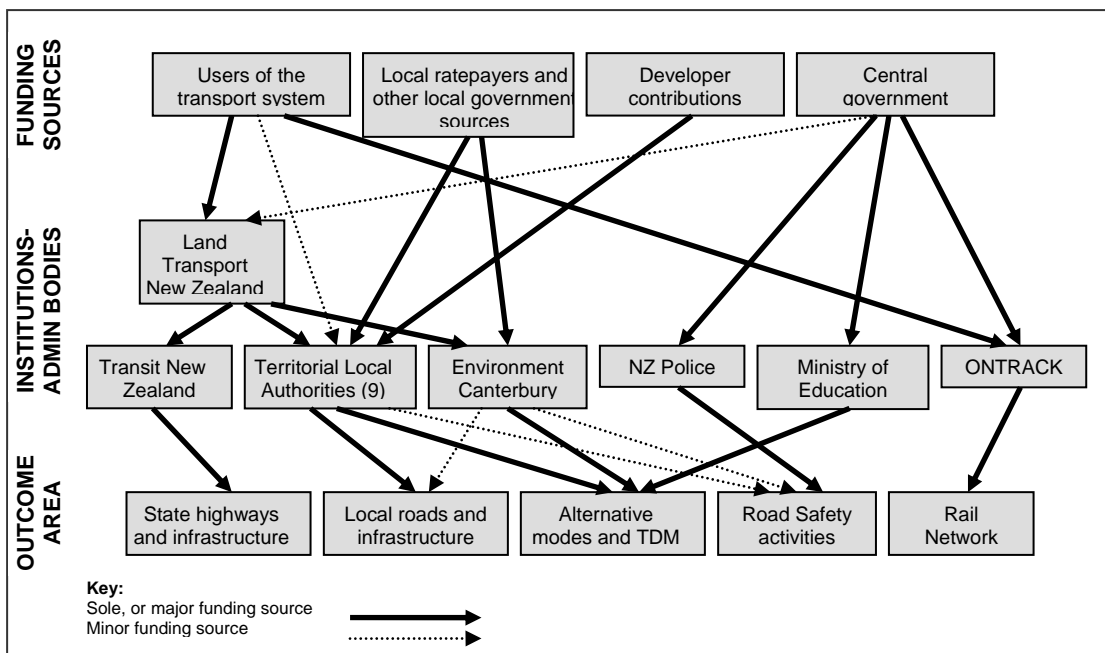 FUNDING
SOURCES
Users of the
transport system
Local ratepayers and
other local government
sources
Developer
contributions
Central
government
INSTITUTIONS-
ADMIN BODIES
Land
Transport
New Zealand
Transit New
Zealand
Territorial Local
Authorities (9)
Environment
Canterbury
NZ Police
Ministry of
Education
ONTRACK
OUTCOME
AREA
State highways
and infrastructure
Local roads and
infrastructure
Alternative
modes and TDM
Road Safety
activities
Rail
Network
Key:
Sole, or major funding source
Minor funding source